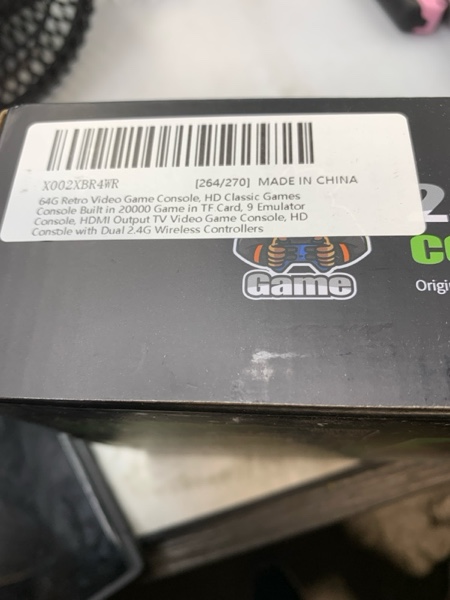 X002XBR4WR [264/270] MADE IN CHINA
64G Retro Video Game Console, HD Classic Games
Console Built in 20000 Game in TF Card, 9 Emulator
Console, HDMI Output TV Video Game Console, HD
Console with Dual 2.4G Wireless Controllers
Game
2